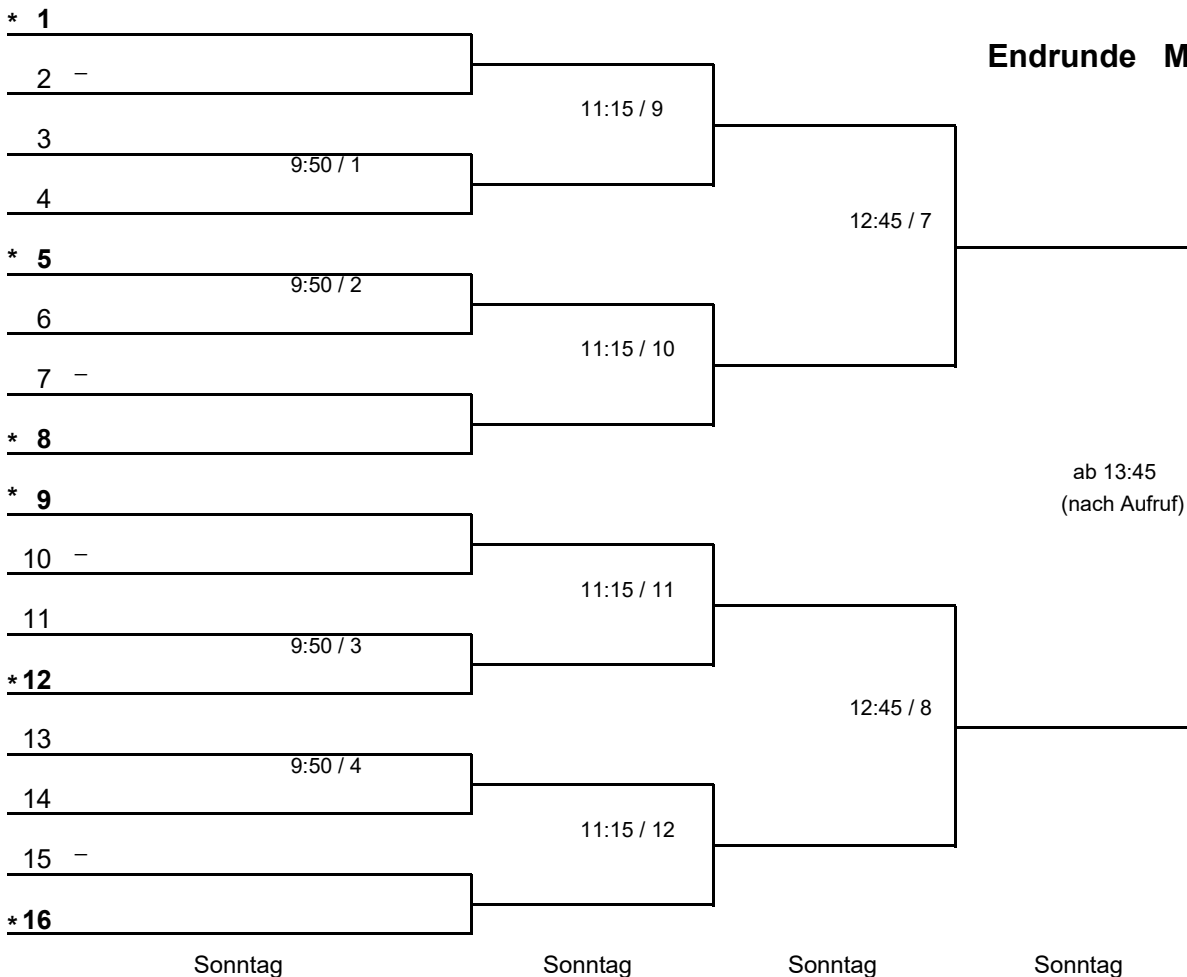 * 1
Endrunde M
2 –
11:15 / 9
3
9:50 / 1
4
12:45 / 7
* 5
9:50 / 2
6
11:15 / 10
7 –
* 8
ab 13:45
(nach Aufruf)
* 9
10 –
11:15 / 11
11
9:50 / 3
* 12
12:45 / 8
13
9:50 / 4
14
11:15 / 12
15 –
* 16
Sonntag Sonntag Sonntag Sonntag